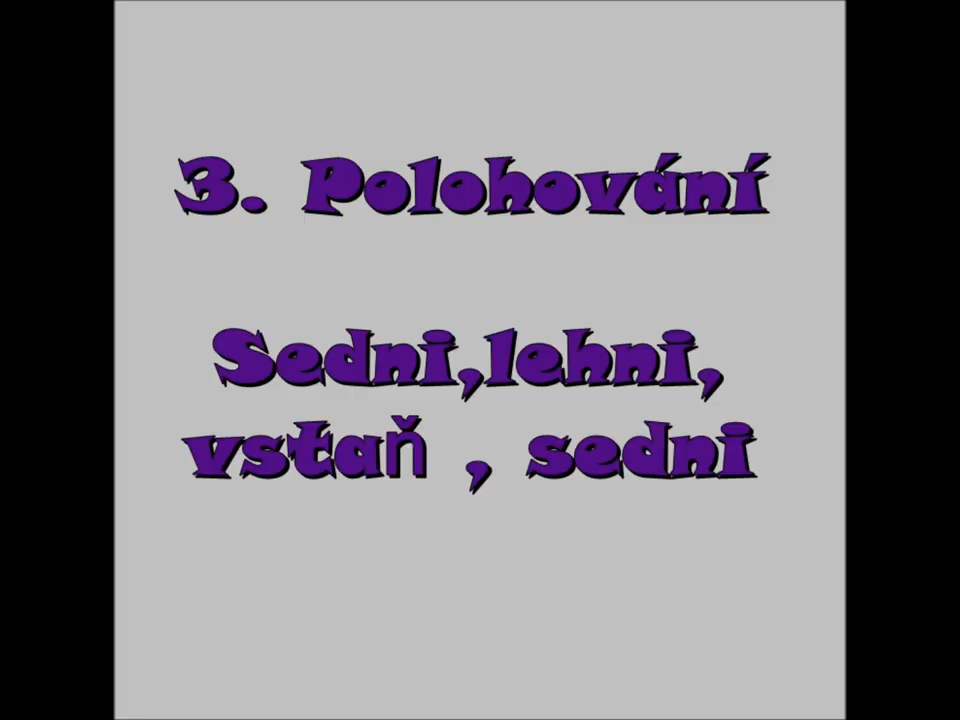 3. Polohování
Sedni,lehni,
vstaň , sedni